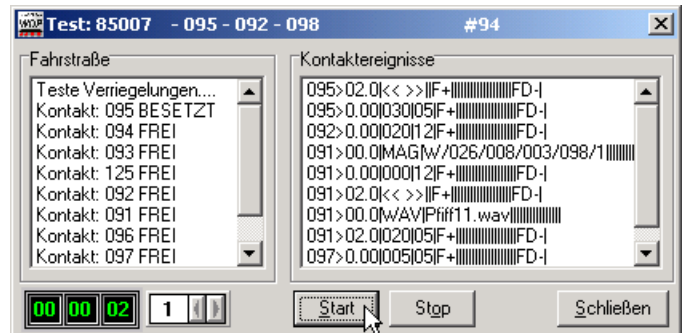 WDP Test: 85007 - 095 - 092 - 098 #94
Fahrstraße
Teste Verriegelungen....
Kontakt: 095 BESETZT
Kontakt: 094 FREI
Kontakt: 093 FREI
Kontakt: 125 FREI
Kontakt: 092 FREI
Kontakt: 091 FREI
Kontakt: 096 FREI
Kontakt: 097 FREI
Kontaktereignisse
095>02.0|<< >>||F+||||||||||||||||||FD-|
095>0.00|030|05|F+||||||||||||||||||FD-|
092>0.00|020|12|F+||||||||||||||||||FD-|
091>00.0|MAG|W/026/008/003/098/1||||||||
091>0.00|000|12|F+||||||||||||||||||FD-|
091>02.0|<< >>||F+||||||||||||||||||FD-|
091>00.0|WAV|Pfiff11.wav||||||||||||||||
091>02.0|020|05|F+||||||||||||||||||FD-|
097>0.00|005|05|F+||||||||||||||||||FD-|
00 00 02 1 Start Stop Schließen